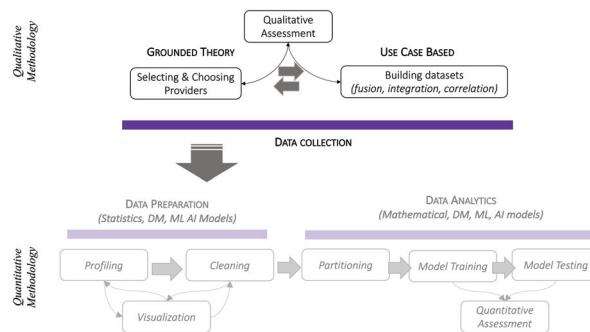 Qualitative
Assessment
GROUNDED THEORY
USE CASE BASED
Qualitative
Methodology
Selecting & Choosing
Providers
Building datasets
(fusion, integration, correlation)
DATA COLLECTION
DATA PREPARATION
(Statistics, DM, ML AI Models)
DATA ANALYTICS
(Mathematical, DM, ML, AI models)
Quantitative
Methodology
Profiling
Cleaning
Partitioning
Model Training
Model Testing
Visualization
Quantitative
Assessment